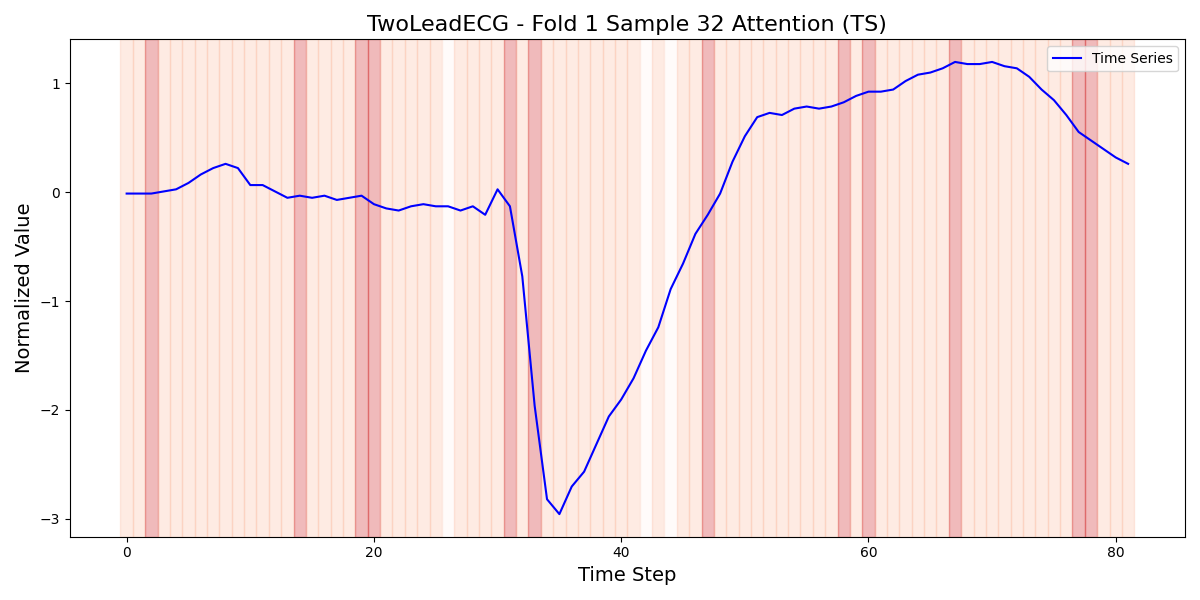 TwoLeadECG - Fold 1 Sample 32 Attention (TS)
Time Series
Normalized Value
1
0
−1
−2
−3
0
20
40
60
80
Time Step